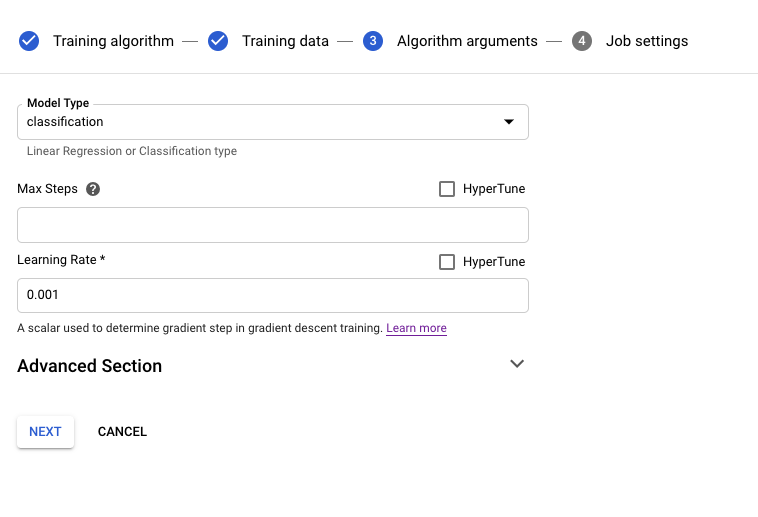 Training algorithm — Training data — 3 Algorithm arguments — 4 Job settings
Model Type
classification
Linear Regression or Classification type
Max Steps ? HyperTune
Learning Rate * HyperTune
0.001
A scalar used to determine gradient step in gradient descent training. Learn more
Advanced Section
NEXT CANCEL